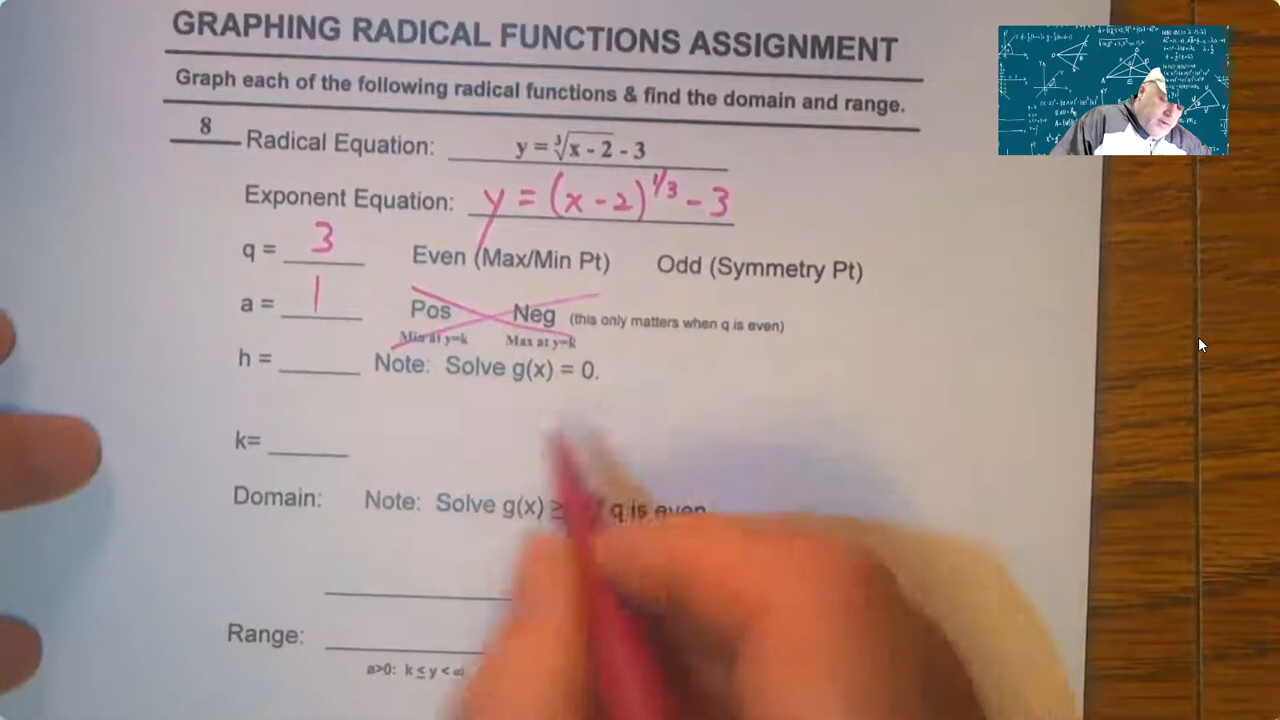 GRAPHING RADICAL FUNCTIONS ASSIGNMENT
Graph each of the following radical functions & find the domain and range.
8 Radical Equation: y = ∛x - 2 - 3
Exponent Equation: y = (x - 2)^1/3 - 3
q = 3 Even (Max/Min Pt) Odd (Symmetry Pt)
a = 1 Pos Neg (this only matters when q is even)
Min at y=k Max at y=k
h = ____ Note: Solve g(x) = 0.
k= ____
Domain: Note: Solve g(x) ≥ q is even
Range:
a>0: k ≤ y < ∞